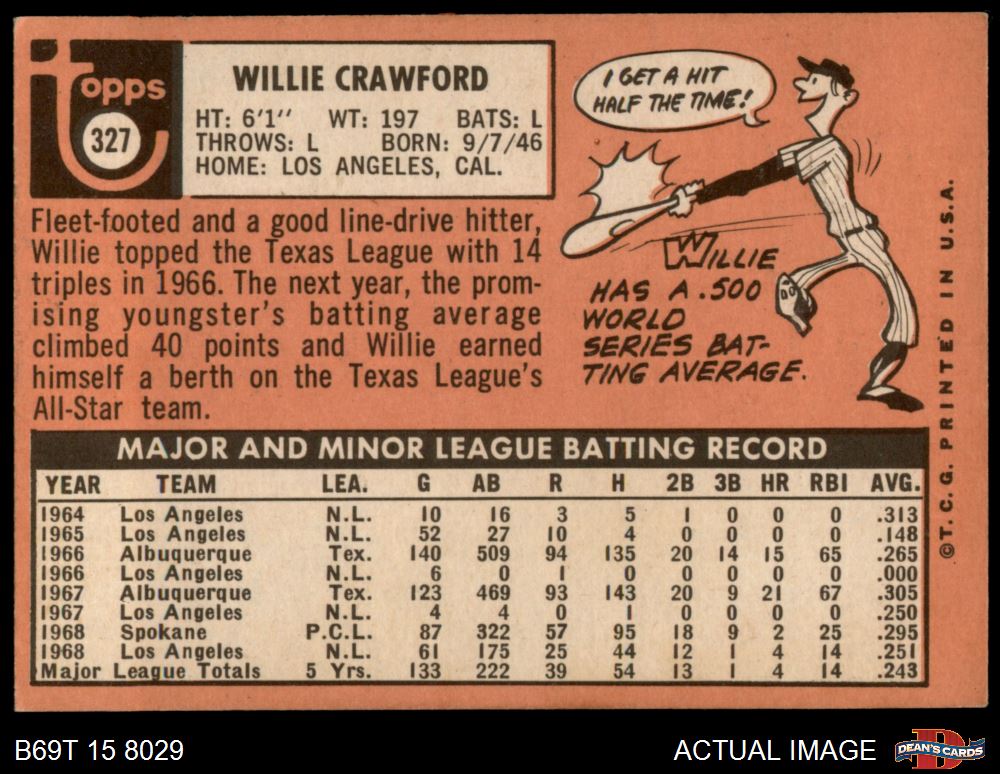 Topps
327
WILLIE CRAWFORD
HT: 6'1'' WT: 197 BATS: L
THROWS: L BORN: 9/7/46
HOME: LOS ANGELES, CAL.
Fleet-footed and a good line-drive hitter,
Willie topped the Texas League with 14
triples in 1966. The next year, the prom-
ising youngster's batting average
climbed 40 points and Willie earned
himself a berth on the Texas League's
All-Star team.
I GET A HIT
HALF THE TIME!
WILLIE
HAS A .500
WORLD
SERIES BAT-
TING AVERAGE.
©T.C.G. PRINTED IN U.S.A.
MAJOR AND MINOR LEAGUE BATTING RECORD
YEAR TEAM LEA. G AB R H 2B 3B HR RBI AVG.
1964 Los Angeles N.L. 10 16 3 5 1 0 0 0 .313
1965 Los Angeles N.L. 52 27 10 4 0 0 0 0 .148
1966 Albuquerque Tex. 140 509 94 135 20 14 15 65 .265
1966 Los Angeles N.L. 6 0 1 0 0 0 0 0 .000
1967 Albuquerque Tex. 123 469 93 143 20 9 21 67 .305
1967 Los Angeles N.L. 4 4 0 1 0 0 0 0 .250
1968 Spokane P.C.L. 87 322 57 95 18 9 2 25 .295
1968 Los Angeles N.L. 61 175 25 44 12 1 4 14 .251
Major League Totals 5 Yrs. 133 222 39 54 13 1 4 14 .243
B69T 15 8029
ACTUAL IMAGE
D
DEAN'S CARDS